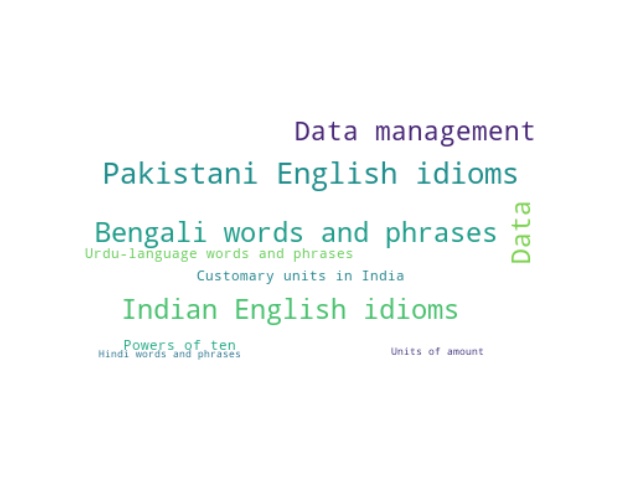 Data management
Pakistani English idioms
Data
Bengali words and phrases
Urdu-language words and phrases
Customary units in India
Indian English idioms
Powers of ten
Hindi words and phrases
Units of amount